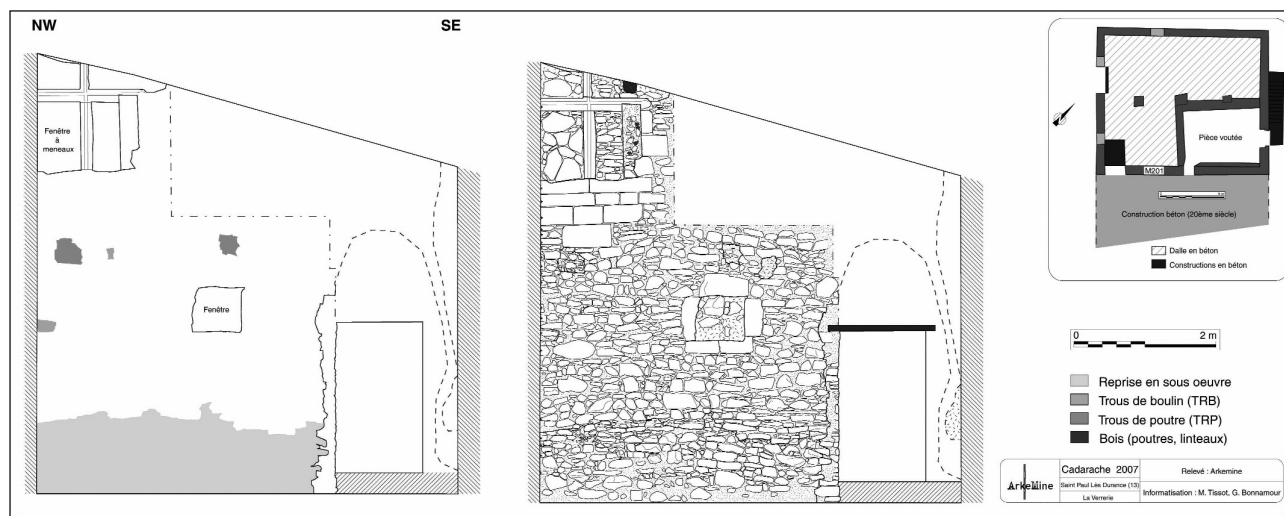 NW
SE
Fenêtre
à
meneaux
Fenêtre
Pièce voutée
M201
Construction béton (20ème siècle)
Dalle en béton
Constructions en béton
0 2 m
Reprise en sous oeuvre
Trous de boulin (TRB)
Trous de poutre (TRP)
Bois (poutres, linteaux)
ArkeMine
Cadarache 2007
Saint Paul Lès Durance (13)
La Verrerie
Relevé : Arkemine
Informatisation : M. Tissot, G. Bonnamour